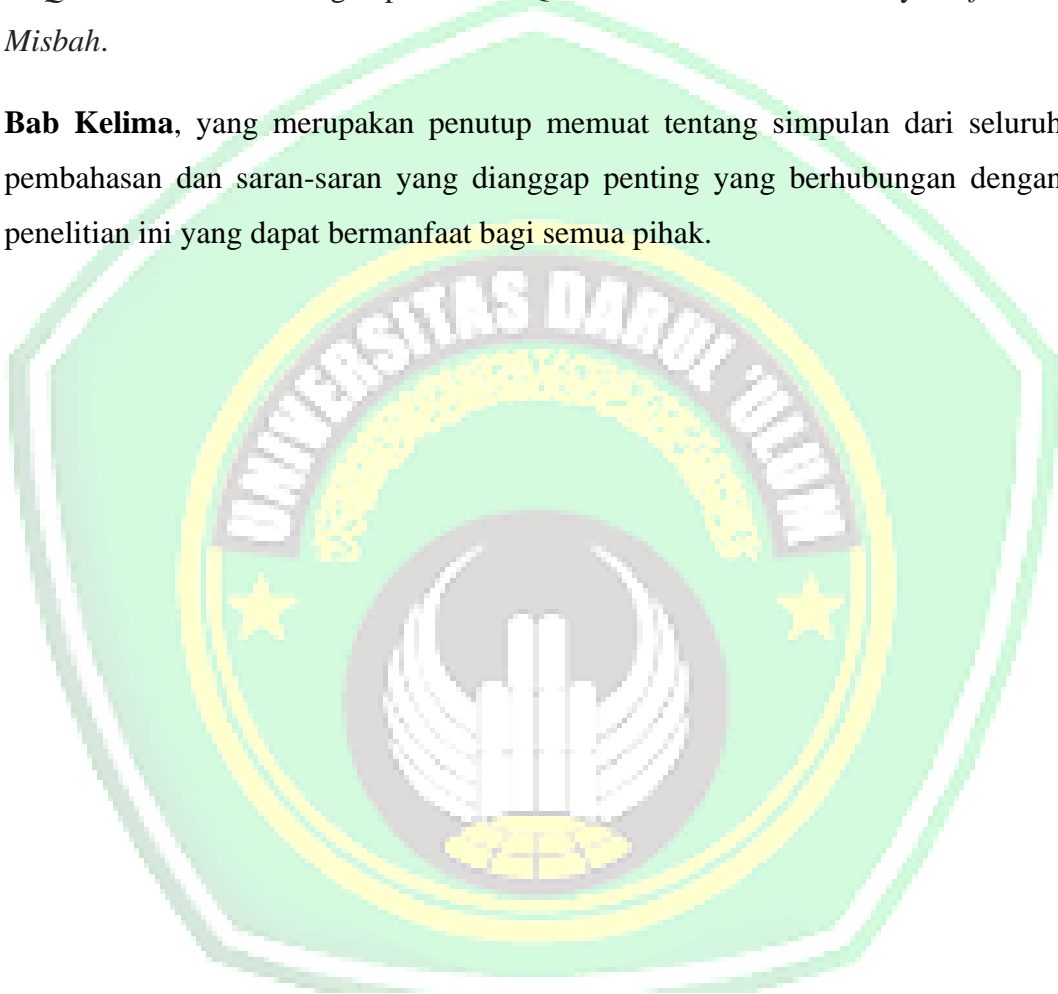 Misbah.
Bab Kelima, yang merupakan penutup memuat tentang simpulan dari seluruh
pembahasan dan saran-saran yang dianggap penting yang berhubungan dengan
penelitian ini yang dapat bermanfaat bagi semua pihak.
UNIVERSITAS DARUL 'ULUM